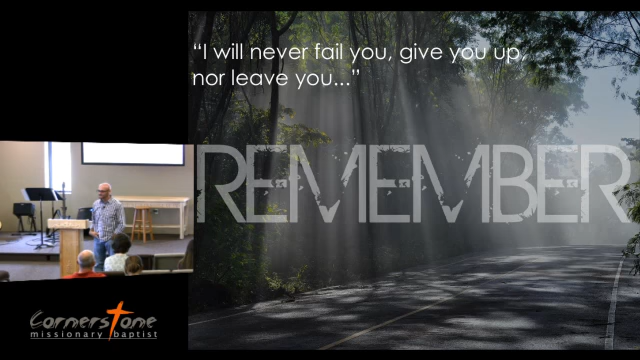 “I will never fail you, give you up,
nor leave you...”
REMEMBER
Cornerstone
missionary baptist